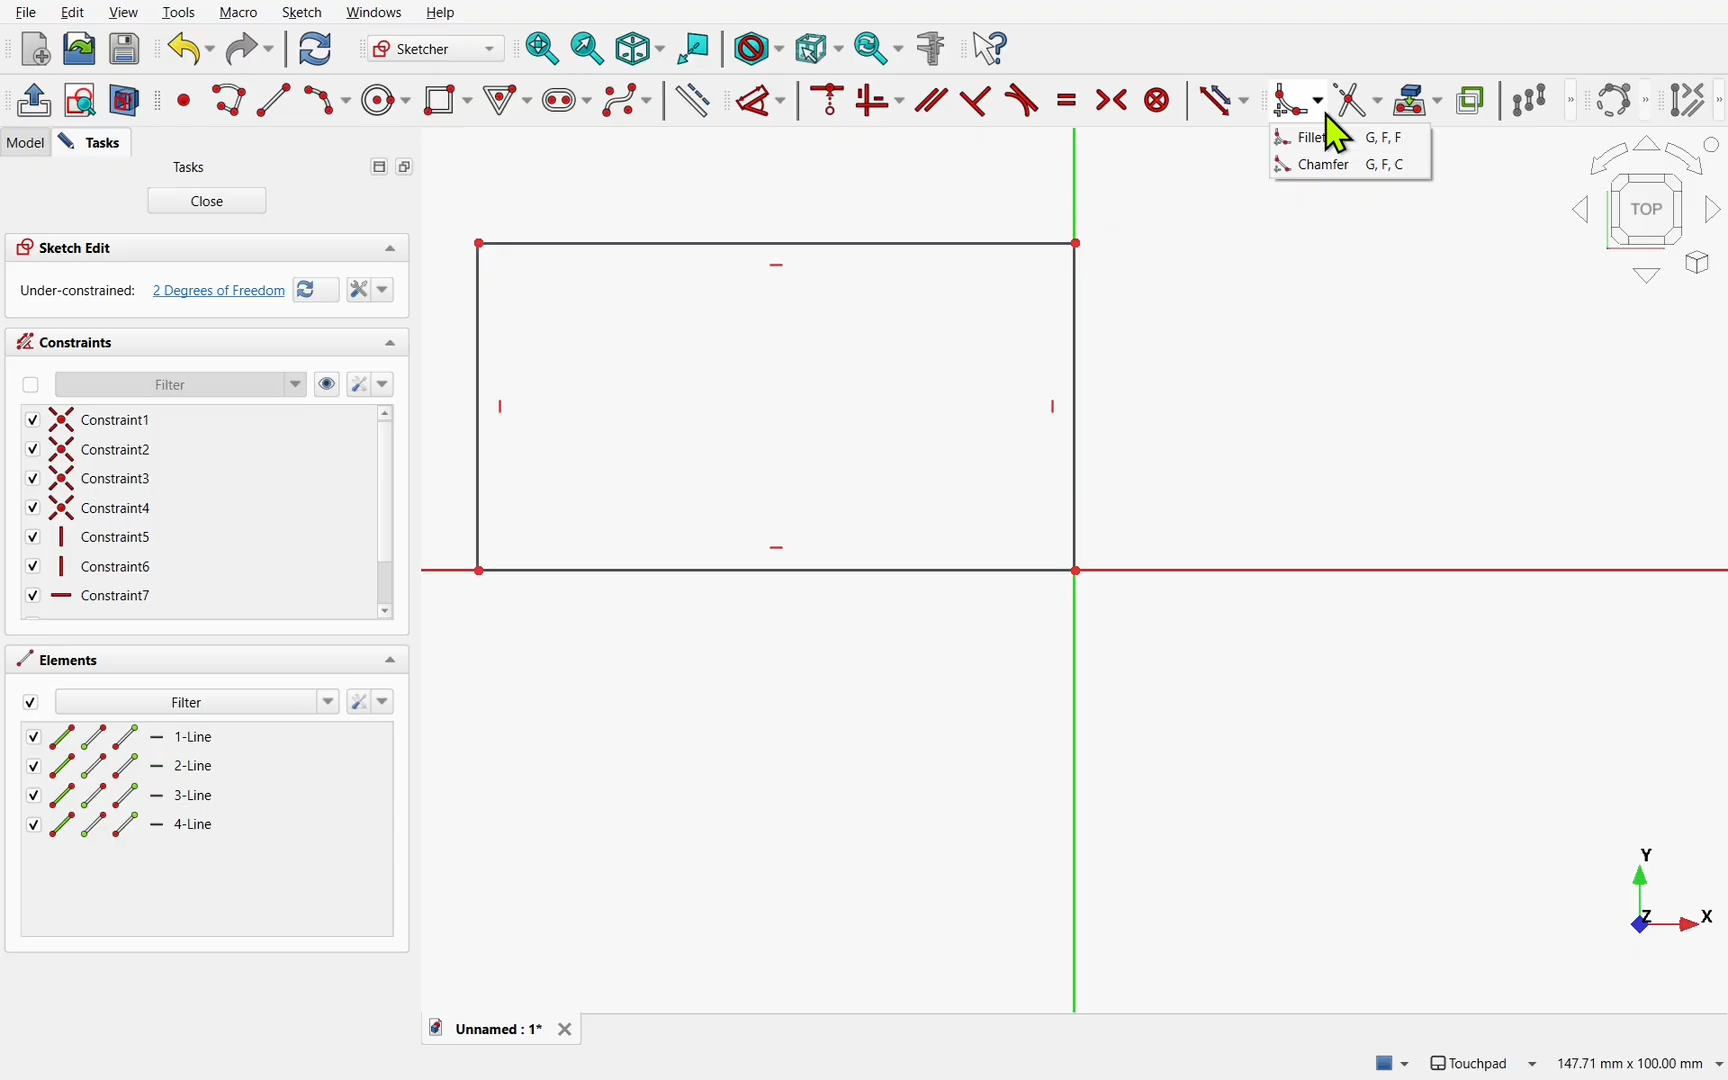 File Edit View Tools Macro Sketch Windows Help
Sketcher
Model Tasks
Tasks
Fillet G, F, F
Chamfer G, F, C
Close
TOP
Sketch Edit
Under-constrained: 2 Degrees of Freedom
Constraints
Filter
Constraint1
Constraint2
Constraint3
Constraint4
Constraint5
Constraint6
Constraint7
Elements
Filter
1-Line
2-Line
3-Line
4-Line
Y
Z X
Unnamed : 1*
Touchpad 147.71 mm x 100.00 mm